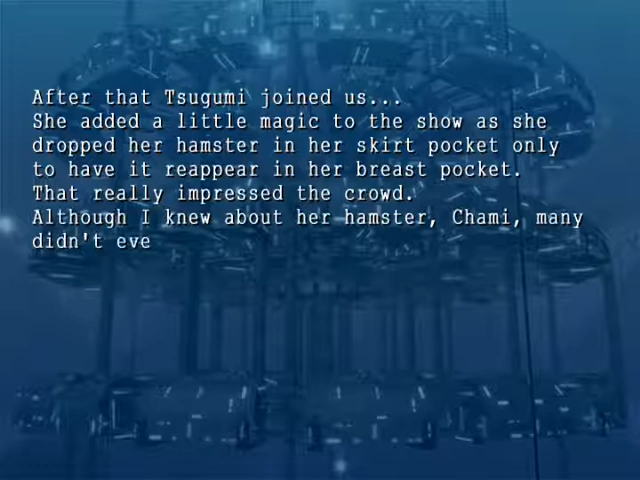 After that Tsugumi joined us...
She added a little magic to the show as she
dropped her hamster in her skirt pocket only
to have it reappear in her breast pocket.
That really impressed the crowd.
Although I knew about her hamster, Chami, many
didn't eve